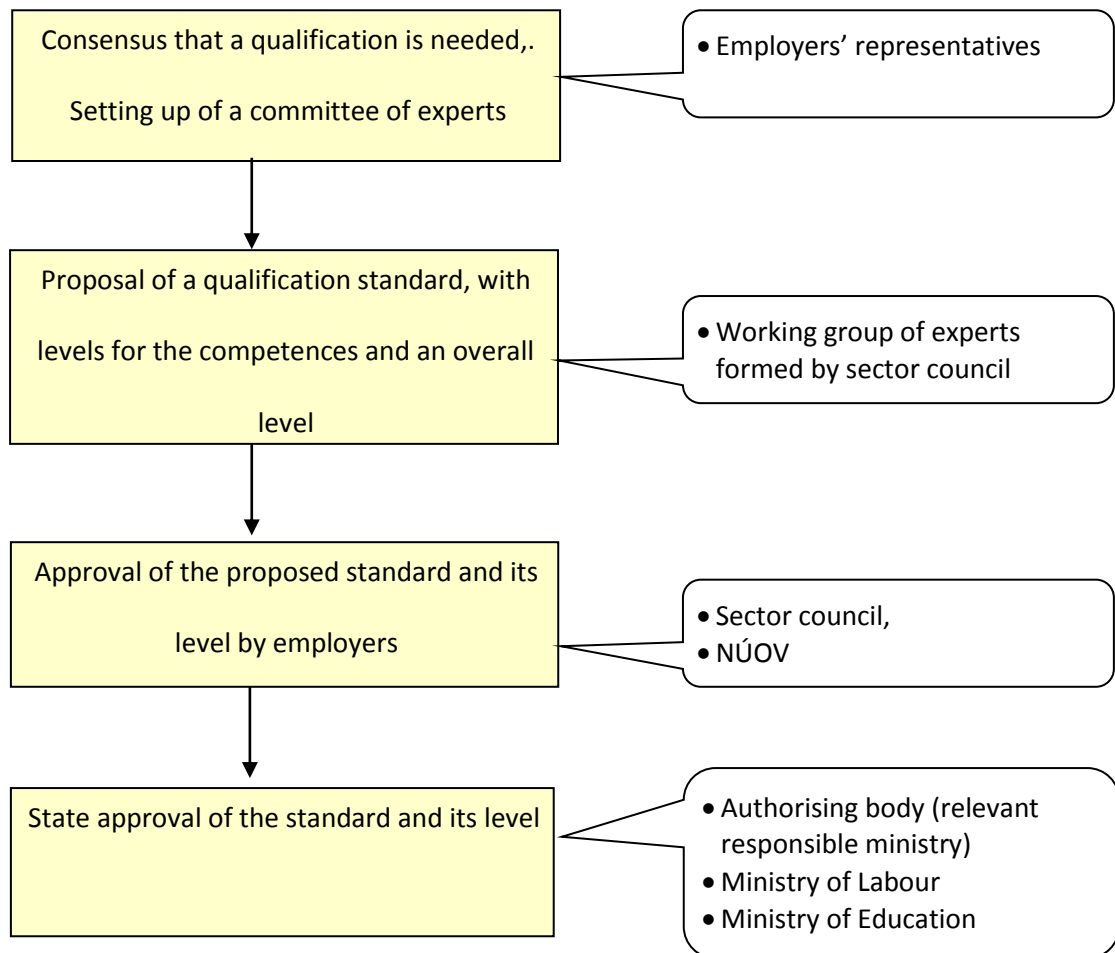 Consensus that a qualification is needed,.
Setting up of a committee of experts
• Employers’ representatives
Proposal of a qualification standard, with
levels for the competences and an overall
level
• Working group of experts
formed by sector council
Approval of the proposed standard and its
level by employers
• Sector council,
• NÚOV
State approval of the standard and its level
• Authorising body (relevant
responsible ministry)
• Ministry of Labour
• Ministry of Education